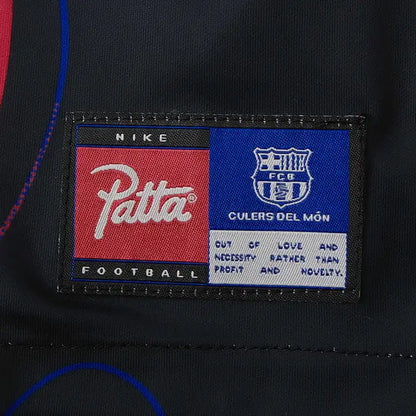 NIKE
Patta®
FOOTBALL
FCB
CULERS DEL MÓN
OUT OF LOVE AND
NECESSITY RATHER THAN
PROFIT AND NOVELTY.